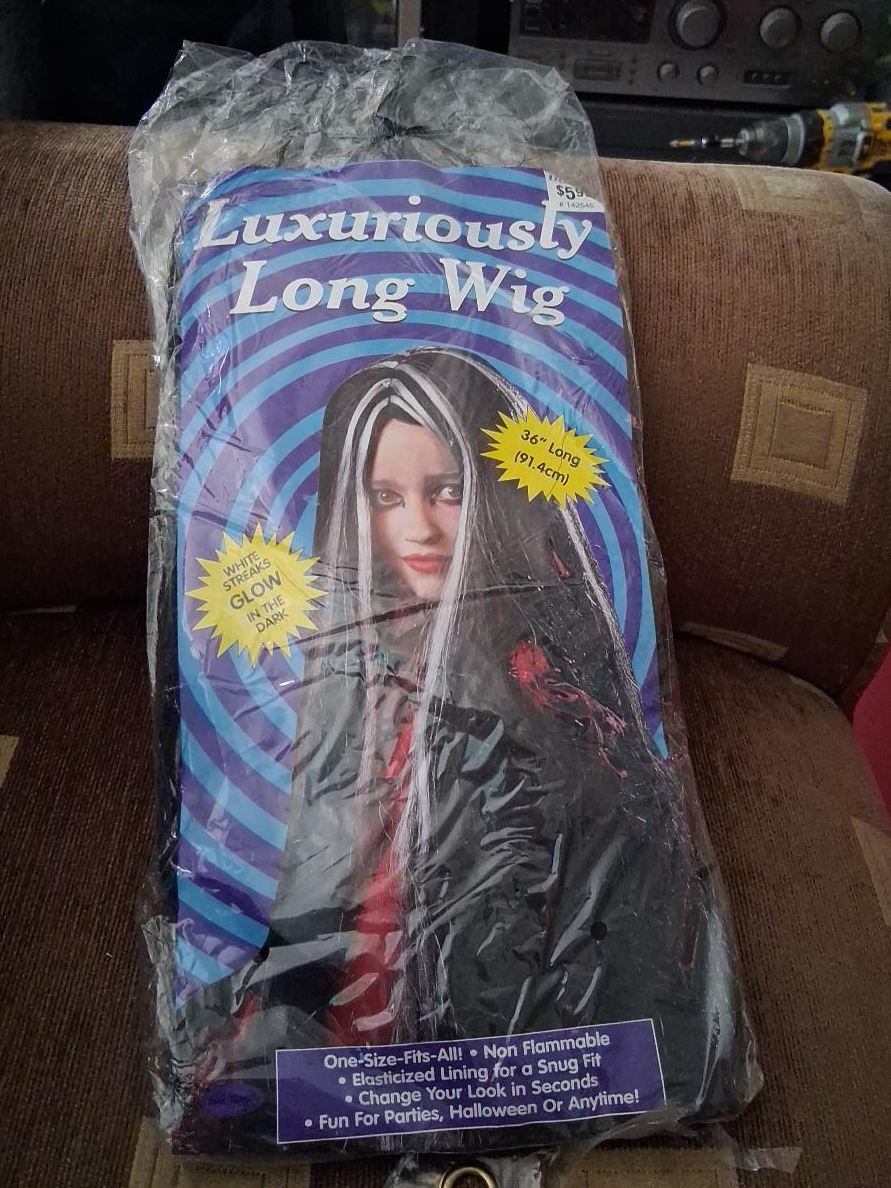 # 142546
Luxuriously
Long Wig
36" Long
(91.4cm)
WHITE
STREAKS
GLOW
IN THE
DARK
One-Size-Fits-All! • Non Flammable
• Elasticized Lining for a Snug Fit
• Change Your Look in Seconds
• Fun For Parties, Halloween Or Anytime!